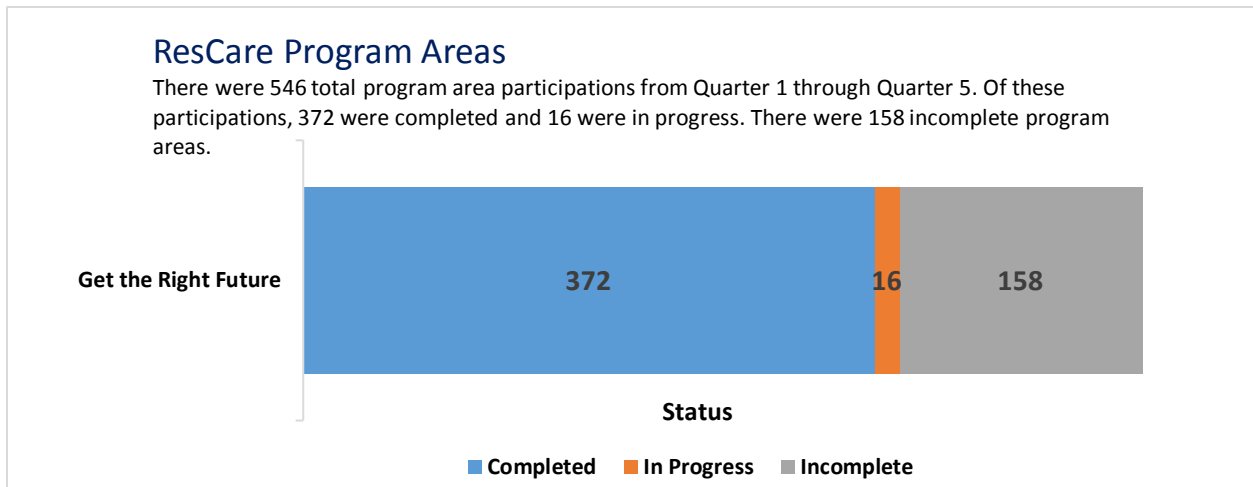 ResCare Program Areas
There were 546 total program area participations from Quarter 1 through Quarter 5. Of these
participations, 372 were completed and 16 were in progress. There were 158 incomplete program
areas.
Get the Right Future
372
16
158
Status
Completed
In Progress
Incomplete